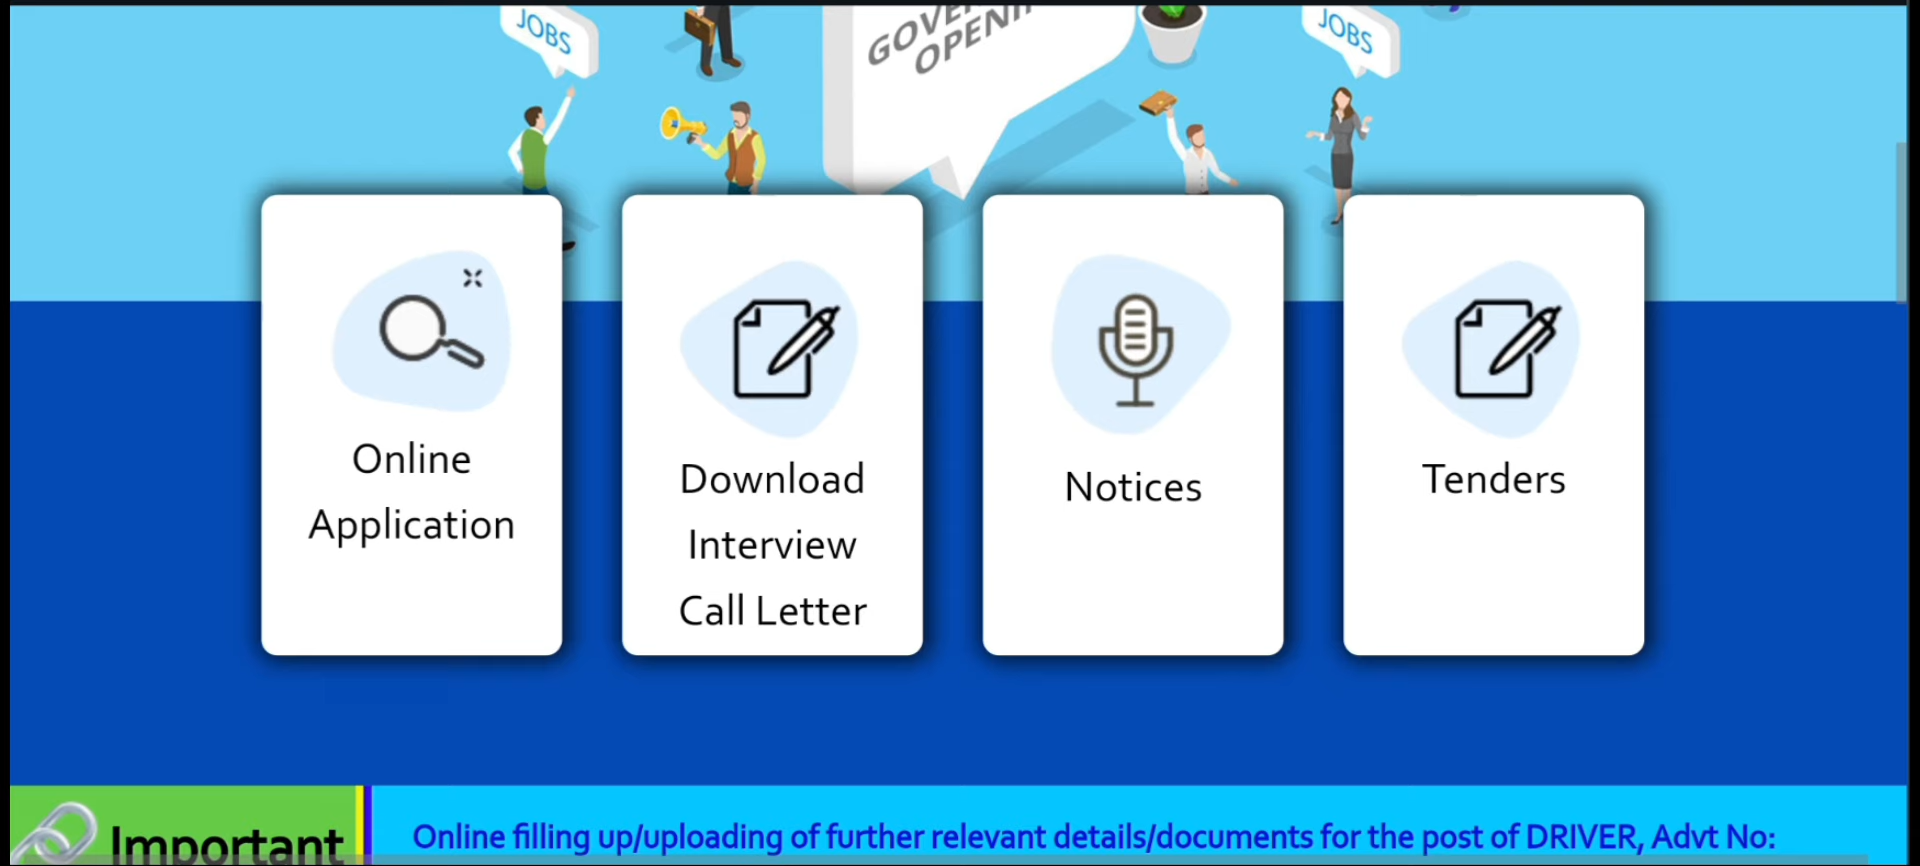 JOBS
OPENI
JOBS
Online
Application
Download
Interview
Call Letter
Notices
Tenders
Important
Online filling up/uploading of further relevant details/documents for the post of DRIVER, Advt No: